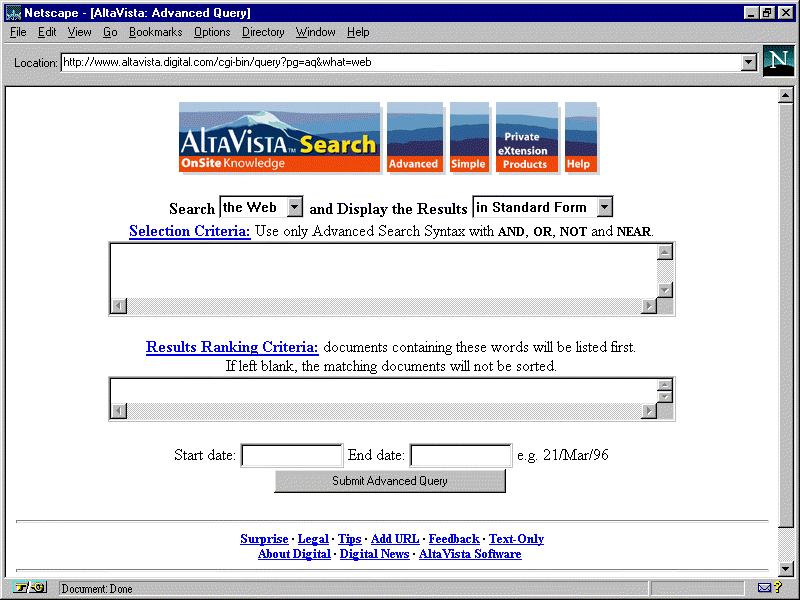 Netscape - [AltaVista: Advanced Query]
File Edit View Go Bookmarks Options Directory Window Help
Location: http://www.altavista.digital.com/cgi-bin/query?pg=aq&what=web N
ALTAVISTA™ Search
OnSite Knowledge
Advanced
Simple
Private
eXtension
Products
Help
Search the Web and Display the Results in Standard Form
Selection Criteria: Use only Advanced Search Syntax with AND, OR, NOT and NEAR.
Results Ranking Criteria: documents containing these words will be listed first.
If left blank, the matching documents will not be sorted.
Start date: End date: e.g. 21/Mar/96
Submit Advanced Query
Surprise · Legal · Tips · Add URL · Feedback · Text-Only
About Digital · Digital News · AltaVista Software
Document: Done
?